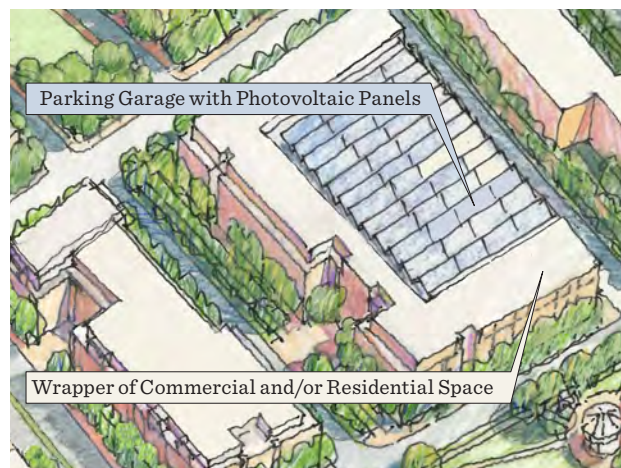 Parking Garage with Photovoltaic Panels
Wrapper of Commercial and/or Residential Space